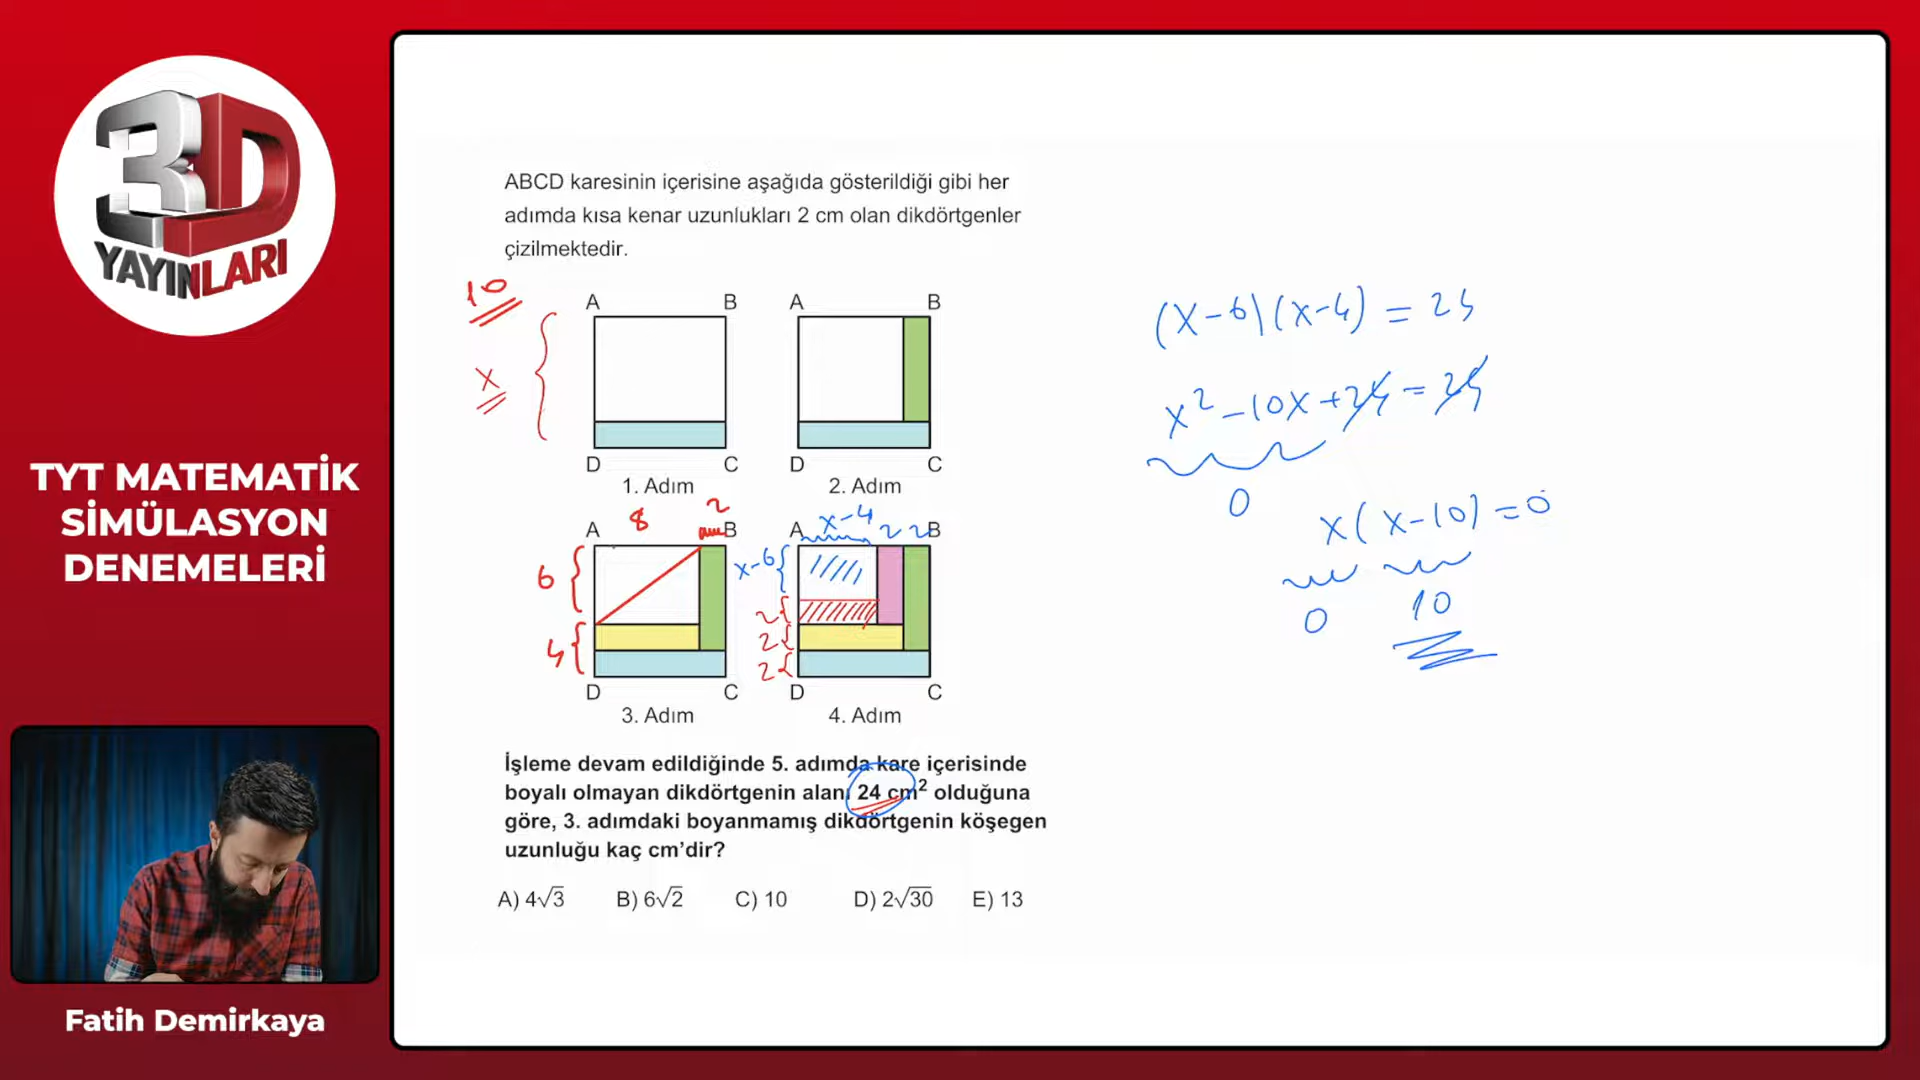 3D
YAYINLARI
TYT MATEMATİK
SİMÜLASYON
DENEMELERİ
Fatih Demirkaya
ABCD karesinin içerisine aşağıda gösterildiği gibi her
adımda kısa kenar uzunlukları 2 cm olan dikdörtgenler
çizilmektedir.
10
x
A B
D C
1. Adım
A B
D C
2. Adım
8 2
A B
6
4
D C
3. Adım
x-4 2 2
A B
x-6
2
2
2
D C
4. Adım
İşleme devam edildiğinde 5. adımda kare içerisinde
boyalı olmayan dikdörtgenin alanı 24 cm² olduğuna
göre, 3. adımdaki boyanmamış dikdörtgenin köşegen
uzunluğu kaç cm’dir?
A) 4√3 B) 6√2 C) 10 D) 2√30 E) 13
(x-6)(x-4) = 24
x² -10x + 24 = 24
0
x(x-10) = 0
0 10